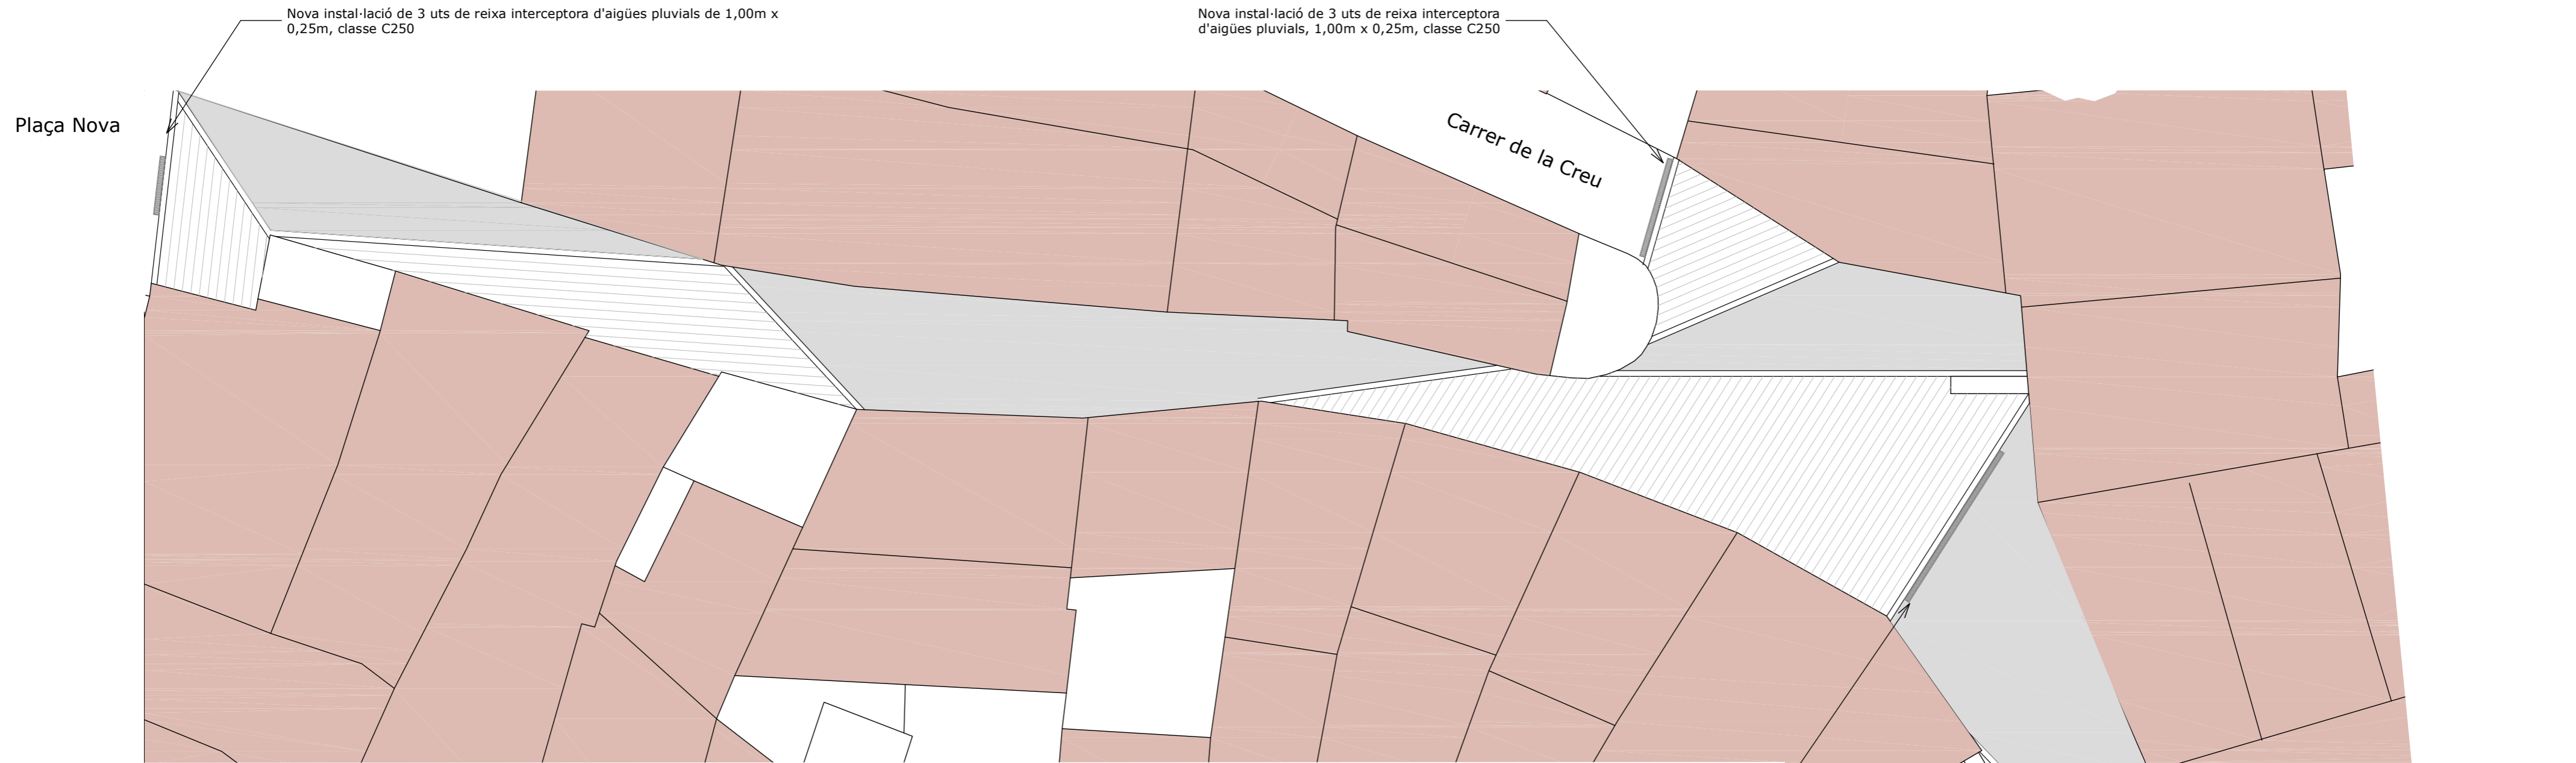 Nova instal·lació de 3 uts de reixa interceptora d'aigües pluvials de 1,00m x
0,25m, classe C250
Nova instal·lació de 3 uts de reixa interceptora
d'aigües pluvials, 1,00m x 0,25m, classe C250
Plaça Nova
Carrer de la Creu